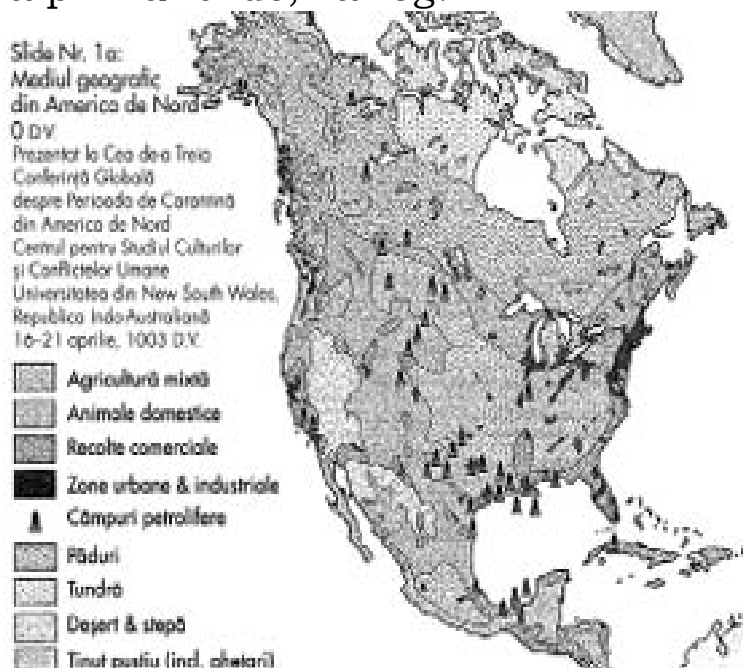 Slide Nr. 1a:
Mediul geografic
din America de Nord
0 D.V.
Prezentat la Cea de-a Treia
Conferință Globală
despre Perioada de Carantină
din America de Nord
Centrul pentru Studiul Culturilor
și Conflictelor Umane
Universitatea din New South Wales,
Republica Indo-Australiană
16–21 aprilie, 1003 D.V.
Agricultură mixtă
Animale domestice
Recolte comerciale
Zone urbane & industriale
Câmpuri petrolifere
Păduri
Tundră
Deșert & stepă
Ținut pustiu (incl. ghețari)